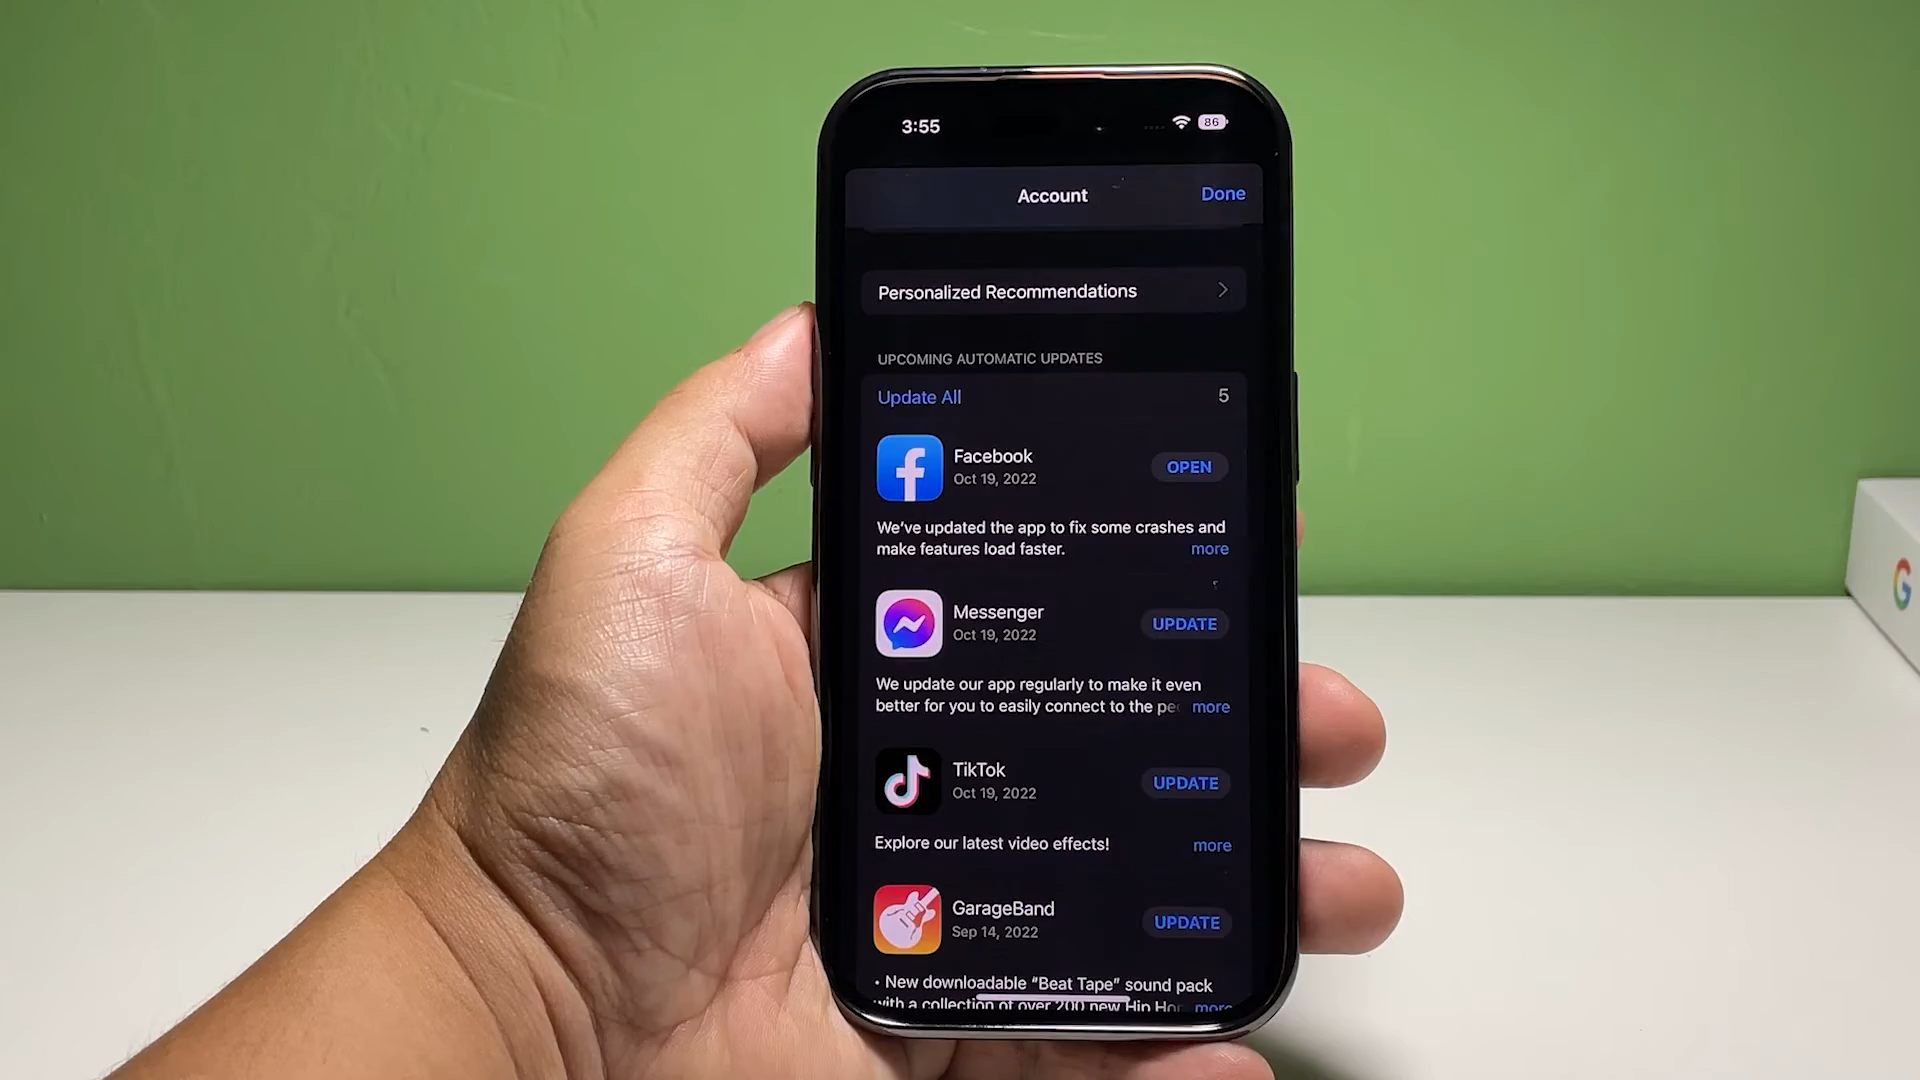 3:55
86
Account
Done
Personalized Recommendations
UPCOMING AUTOMATIC UPDATES
Update All
5
Facebook
Oct 19, 2022
OPEN
We've updated the app to fix some crashes and
make features load faster.
more
Messenger
Oct 19, 2022
UPDATE
We update our app regularly to make it even
better for you to easily connect to the
more
TikTok
Oct 19, 2022
UPDATE
Explore our latest video effects!
more
GarageBand
Sep 14, 2022
UPDATE
• New downloadable “Beat Tape” sound pack
with a collection of over 200 new Hip
more
G